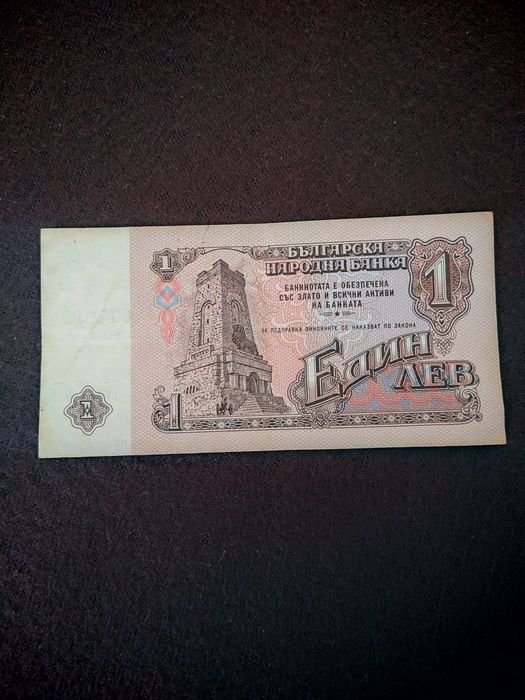 1
БЪЛГАРСКА
НАРОДНА БАНКА
1
БАНКНОТАТА Е ОБЕЗПЕЧЕНА
СЪС ЗЛАТО И ВСИЧКИ АКТИВИ
НА БАНКАТА
ЗА ПОДПРАВКА ВИНОВНИТЕ СЕ НАКАЗВАТ ПО ЗАКОНА
ЕДИН
ЛЕВ
1
1